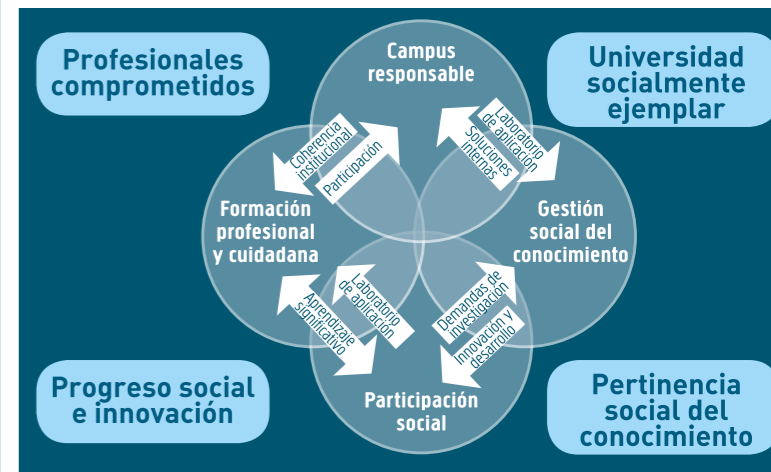 Profesionales
comprometidos
Campus
responsable
Universidad
socialmente
ejemplar
Coherencia
institucional
Participación
Laboratorio
de aplicación
Soluciones
internas
Formación
profesional
y cuidadana
Gestión
social del
conocimiento
Aprendizaje
significativo
Laboratorio
de aplicación
Demandas de
investigación
Innovación y
desarrollo
Progreso social
e innovación
Participación
social
Pertinencia
social del
conocimiento